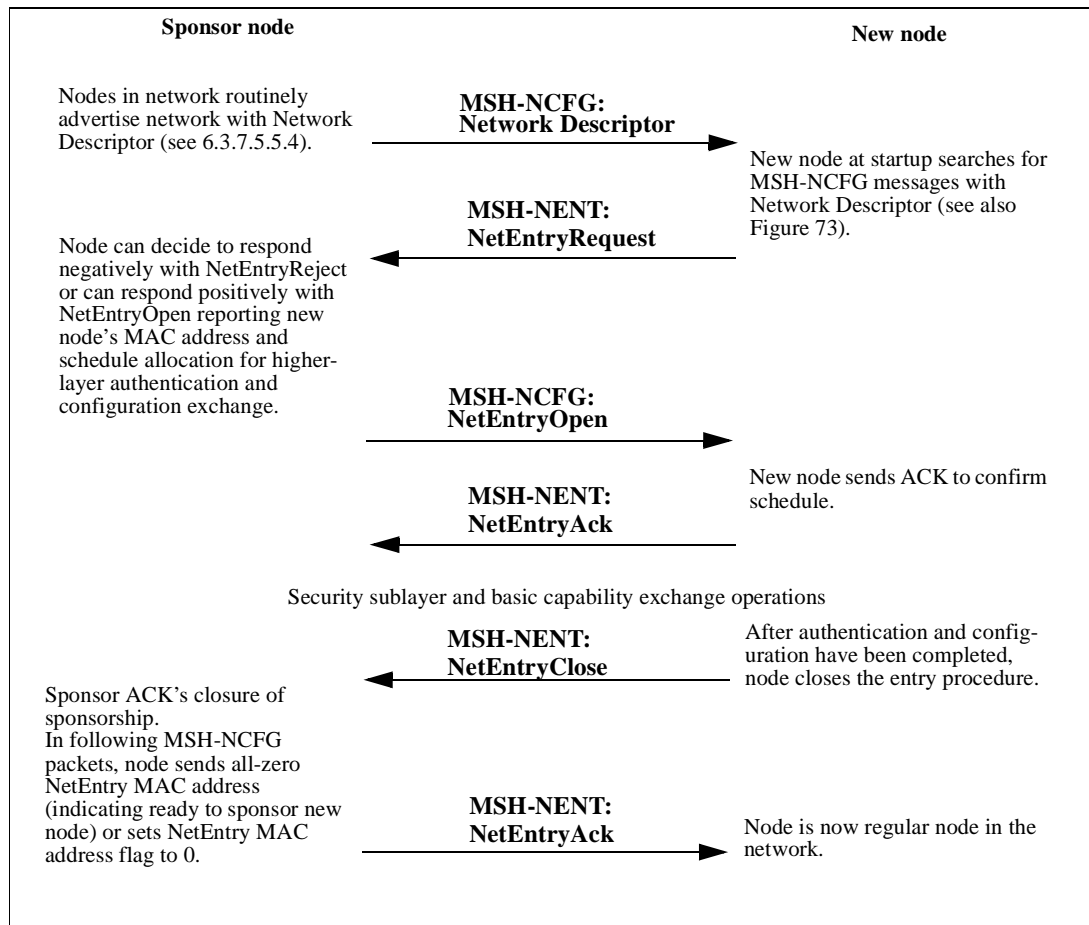 Sponsor node
New node
Nodes in network routinely
advertise network with Network
Descriptor (see 6.3.7.5.5.4).
MSH-NCFG:
Network Descriptor
New node at startup searches for
MSH-NCFG messages with
Network Descriptor (see also
Figure 73).
MSH-NENT:
NetEntryRequest
Node can decide to respond
negatively with NetEntryReject
or can respond positively with
NetEntryOpen reporting new
node’s MAC address and
schedule allocation for higher-
layer authentication and
configuration exchange.
MSH-NCFG:
NetEntryOpen
New node sends ACK to confirm
schedule.
MSH-NENT:
NetEntryAck
Security sublayer and basic capability exchange operations
MSH-NENT:
NetEntryClose
After authentication and config-
uration have been completed,
node closes the entry procedure.
Sponsor ACK’s closure of
sponsorship.
In following MSH-NCFG
packets, node sends all-zero
NetEntry MAC address
(indicating ready to sponsor new
node) or sets NetEntry MAC
address flag to 0.
MSH-NENT:
NetEntryAck
Node is now regular node in the
network.